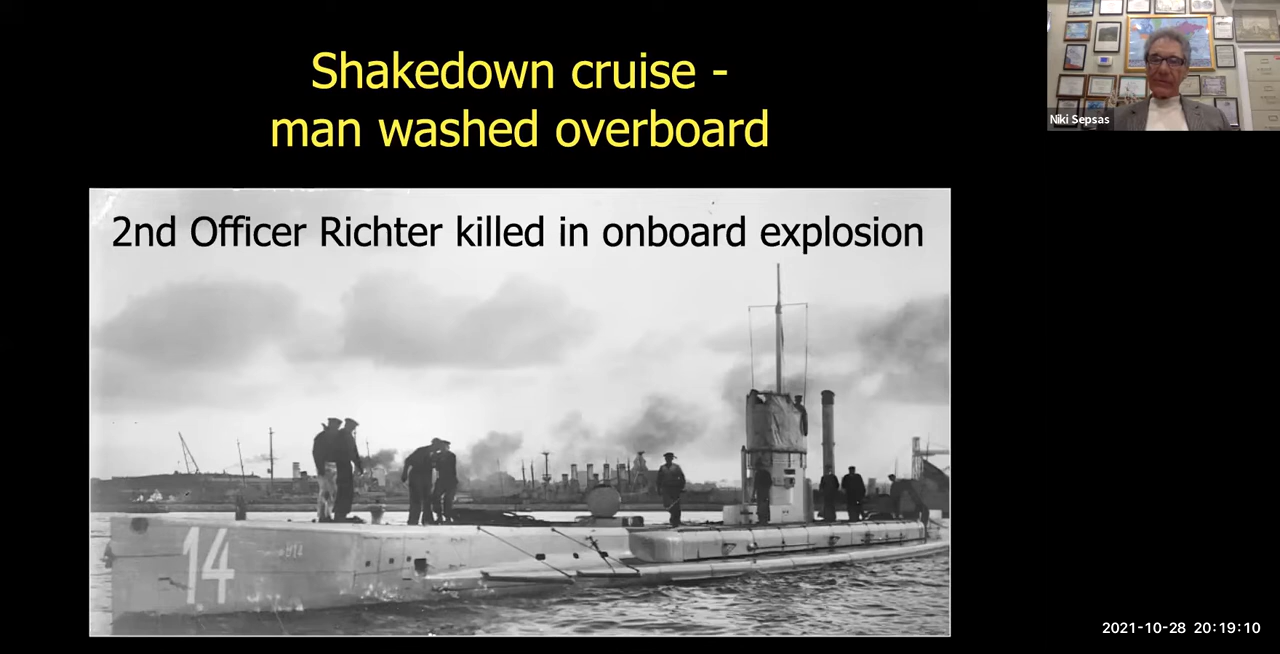 Shakedown cruise -
man washed overboard
2nd Officer Richter killed in onboard explosion
14
Niki Sepsas
2021-10-28 20:19:10